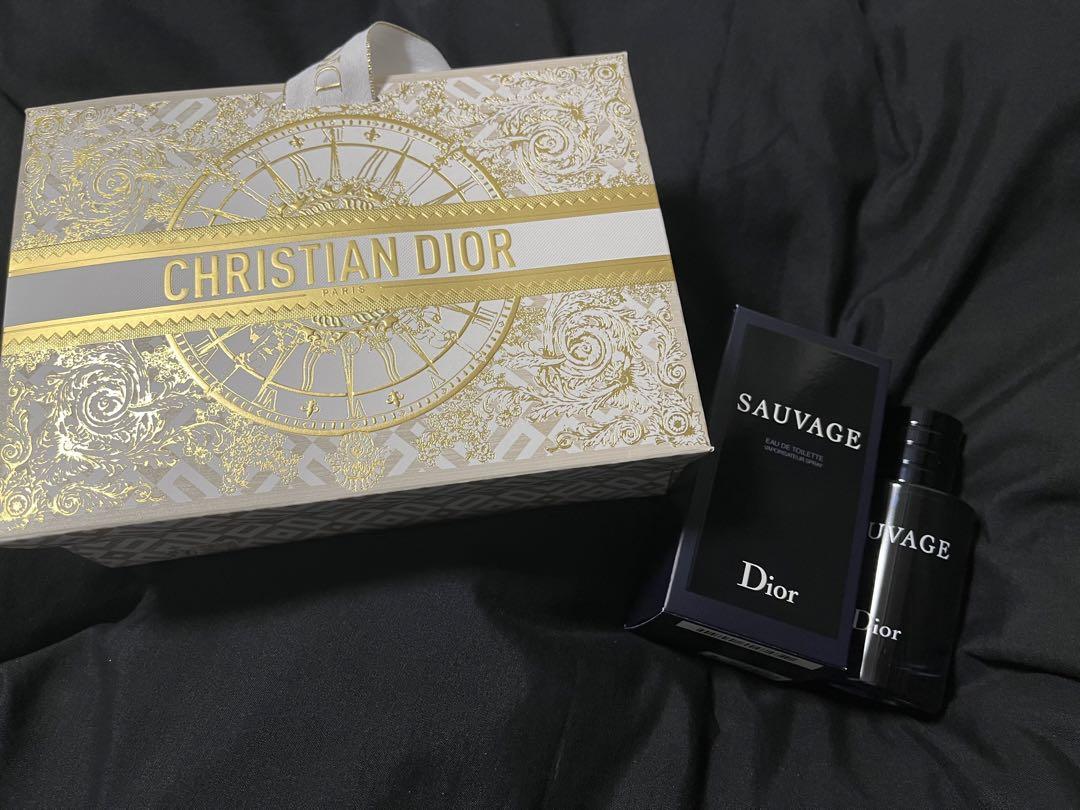 CHRISTIAN DIOR
PARIS
SAUVAGE
EAU DE TOILETTE
VAPORISATEUR SPRAY
Dior
UVAGE
Dior